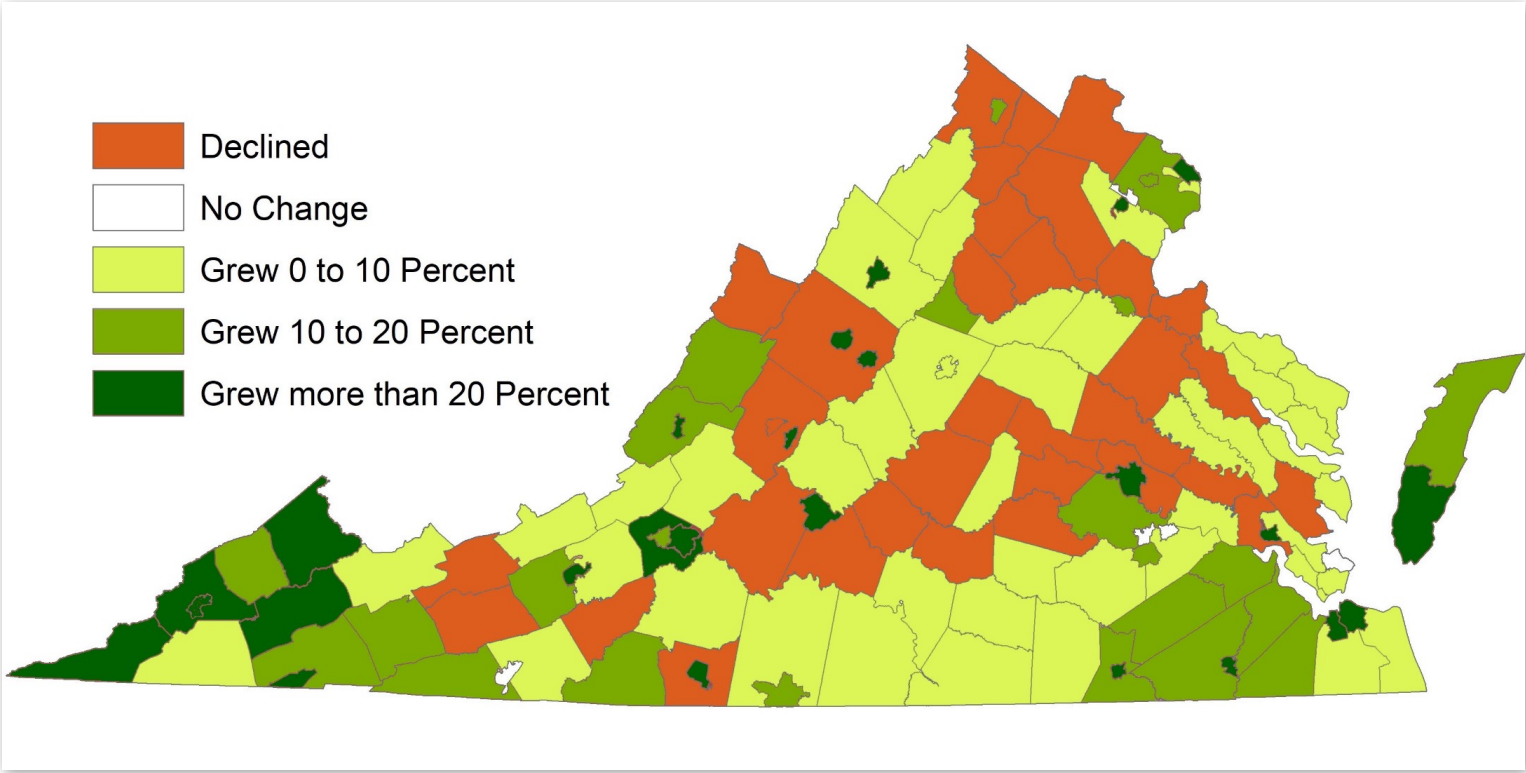 Declined
No Change
Grew 0 to 10 Percent
Grew 10 to 20 Percent
Grew more than 20 Percent